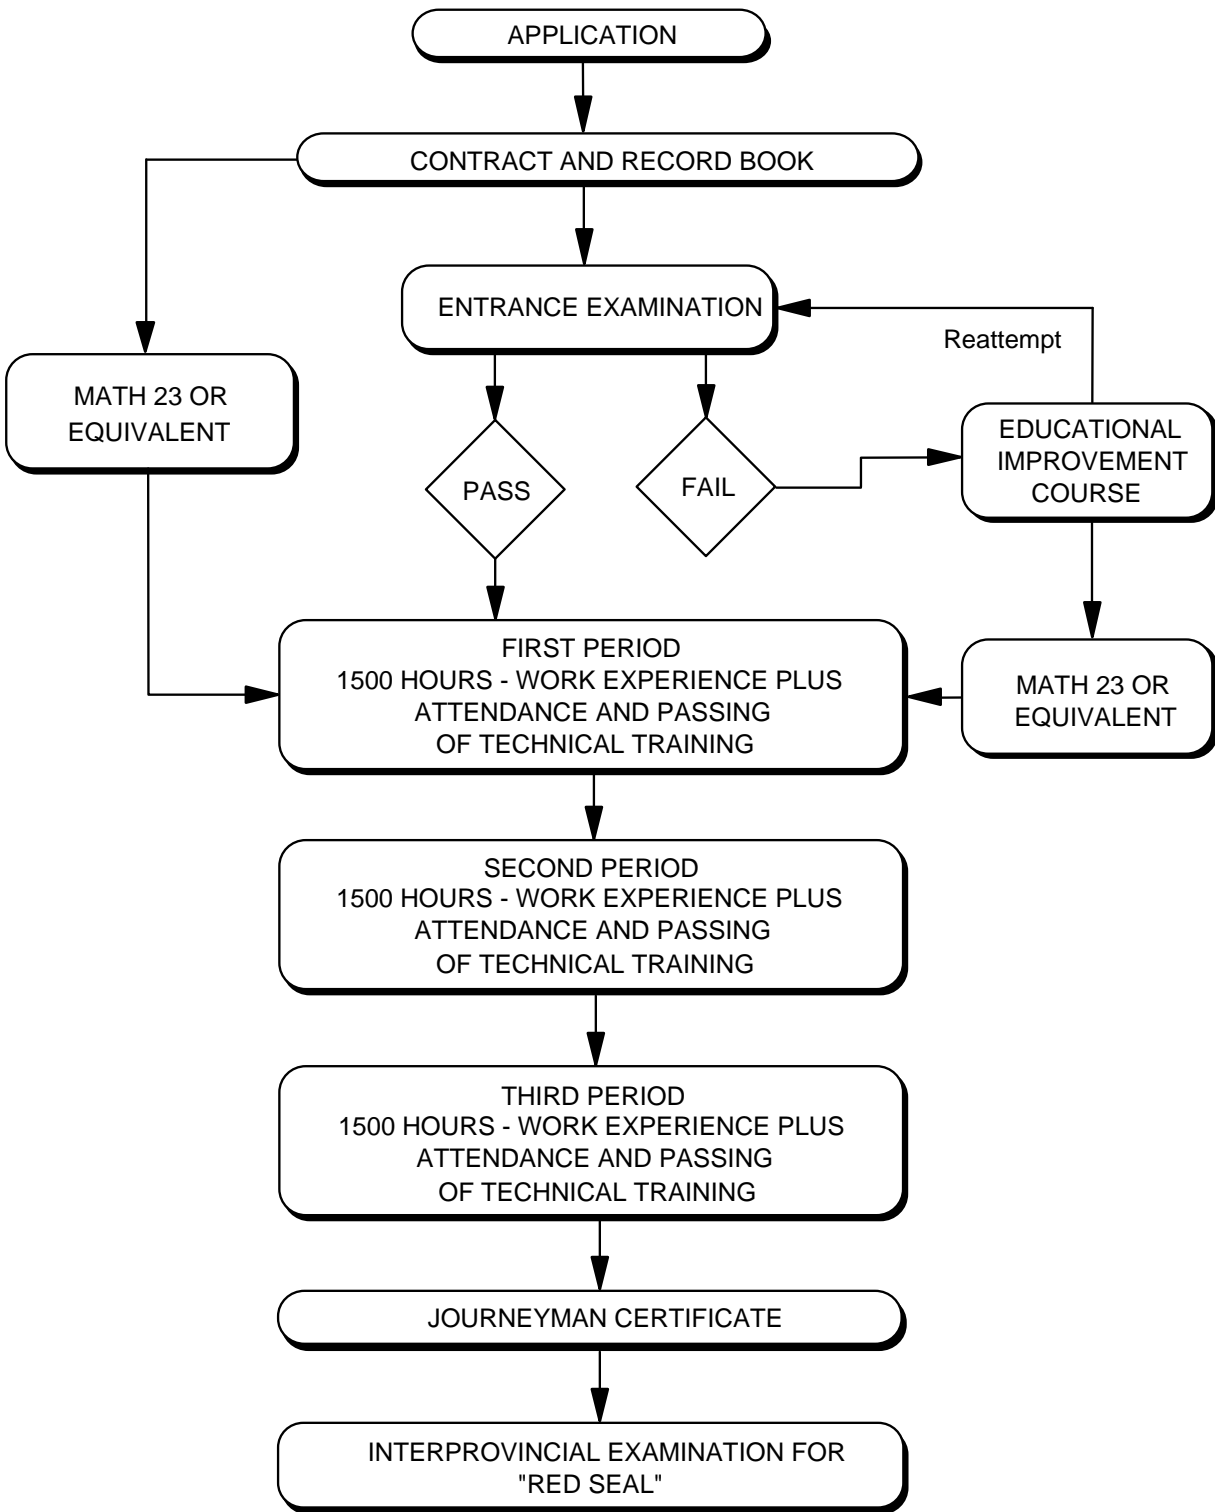 APPLICATION
CONTRACT AND RECORD BOOK
ENTRANCE EXAMINATION
Reattempt
MATH 23 OR
EQUIVALENT
PASS
FAIL
EDUCATIONAL
IMPROVEMENT
COURSE
FIRST PERIOD
1500 HOURS - WORK EXPERIENCE PLUS
ATTENDANCE AND PASSING
OF TECHNICAL TRAINING
MATH 23 OR
EQUIVALENT
SECOND PERIOD
1500 HOURS - WORK EXPERIENCE PLUS
ATTENDANCE AND PASSING
OF TECHNICAL TRAINING
THIRD PERIOD
1500 HOURS - WORK EXPERIENCE PLUS
ATTENDANCE AND PASSING
OF TECHNICAL TRAINING
JOURNEYMAN CERTIFICATE
INTERPROVINCIAL EXAMINATION FOR
"RED SEAL"